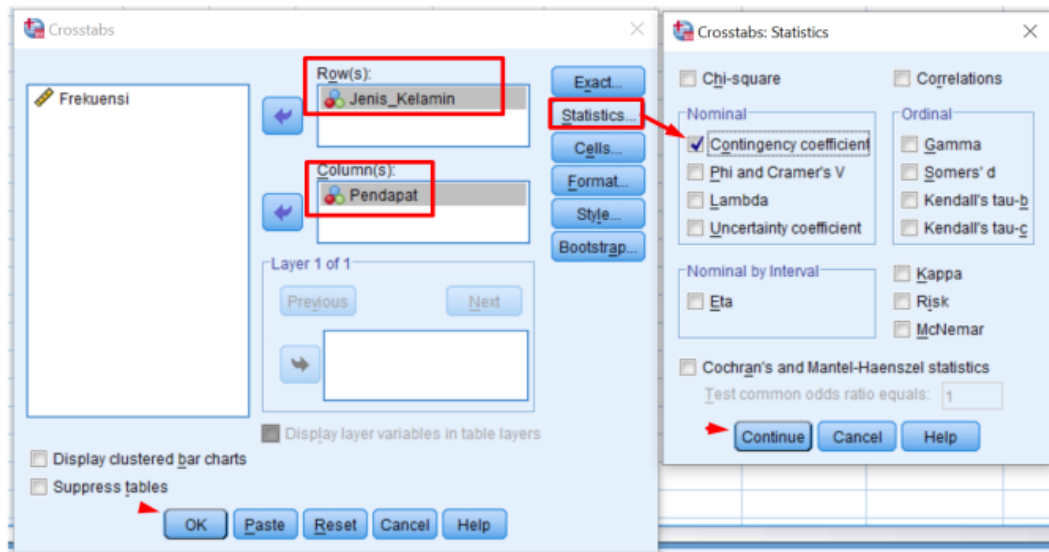 Crosstabs
Frekuensi
Row(s):
Jenis_Kelamin
Column(s):
Pendapat
Layer 1 of 1
Previous
Next
Display layer variables in table layers
Exact...
Statistics...
Cells...
Format...
Style...
Bootstrap...
Display clustered bar charts
Suppress tables
OK
Paste
Reset
Cancel
Help
Crosstabs: Statistics
Chi-square
Correlations
Nominal
Contingency coefficient
Phi and Cramer's V
Lambda
Uncertainty coefficient
Ordinal
Gamma
Somers' d
Kendall's tau-b
Kendall's tau-c
Nominal by Interval
Eta
Kappa
Risk
McNemar
Cochran's and Mantel-Haenszel statistics
Test common odds ratio equals: 1
Continue
Cancel
Help